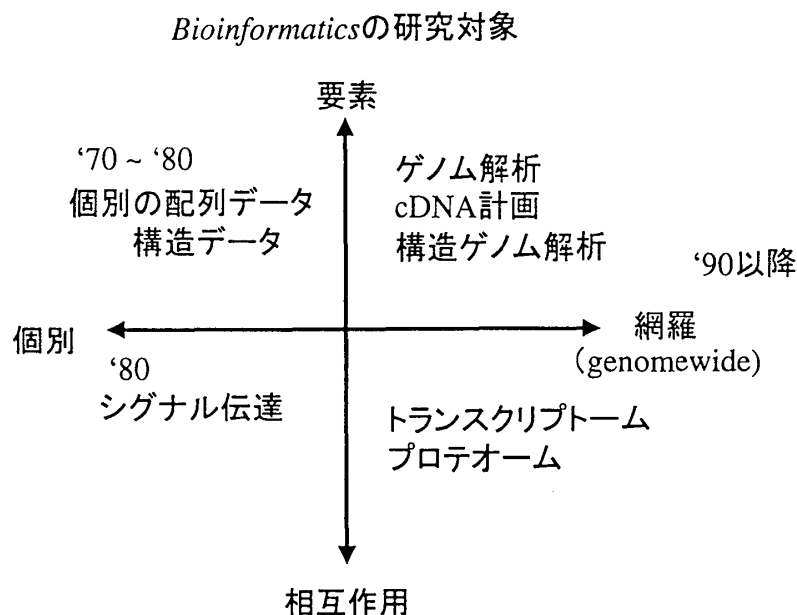 Bioinformaticsの研究対象
要素
‘70 ~ ‘80
個別の配列データ
構造データ
ゲノム解析
cDNA計画
構造ゲノム解析
‘90以降
個別
網羅
(genomewide)
‘80
シグナル伝達
トランスクリプトーム
プロテオーム
相互作用